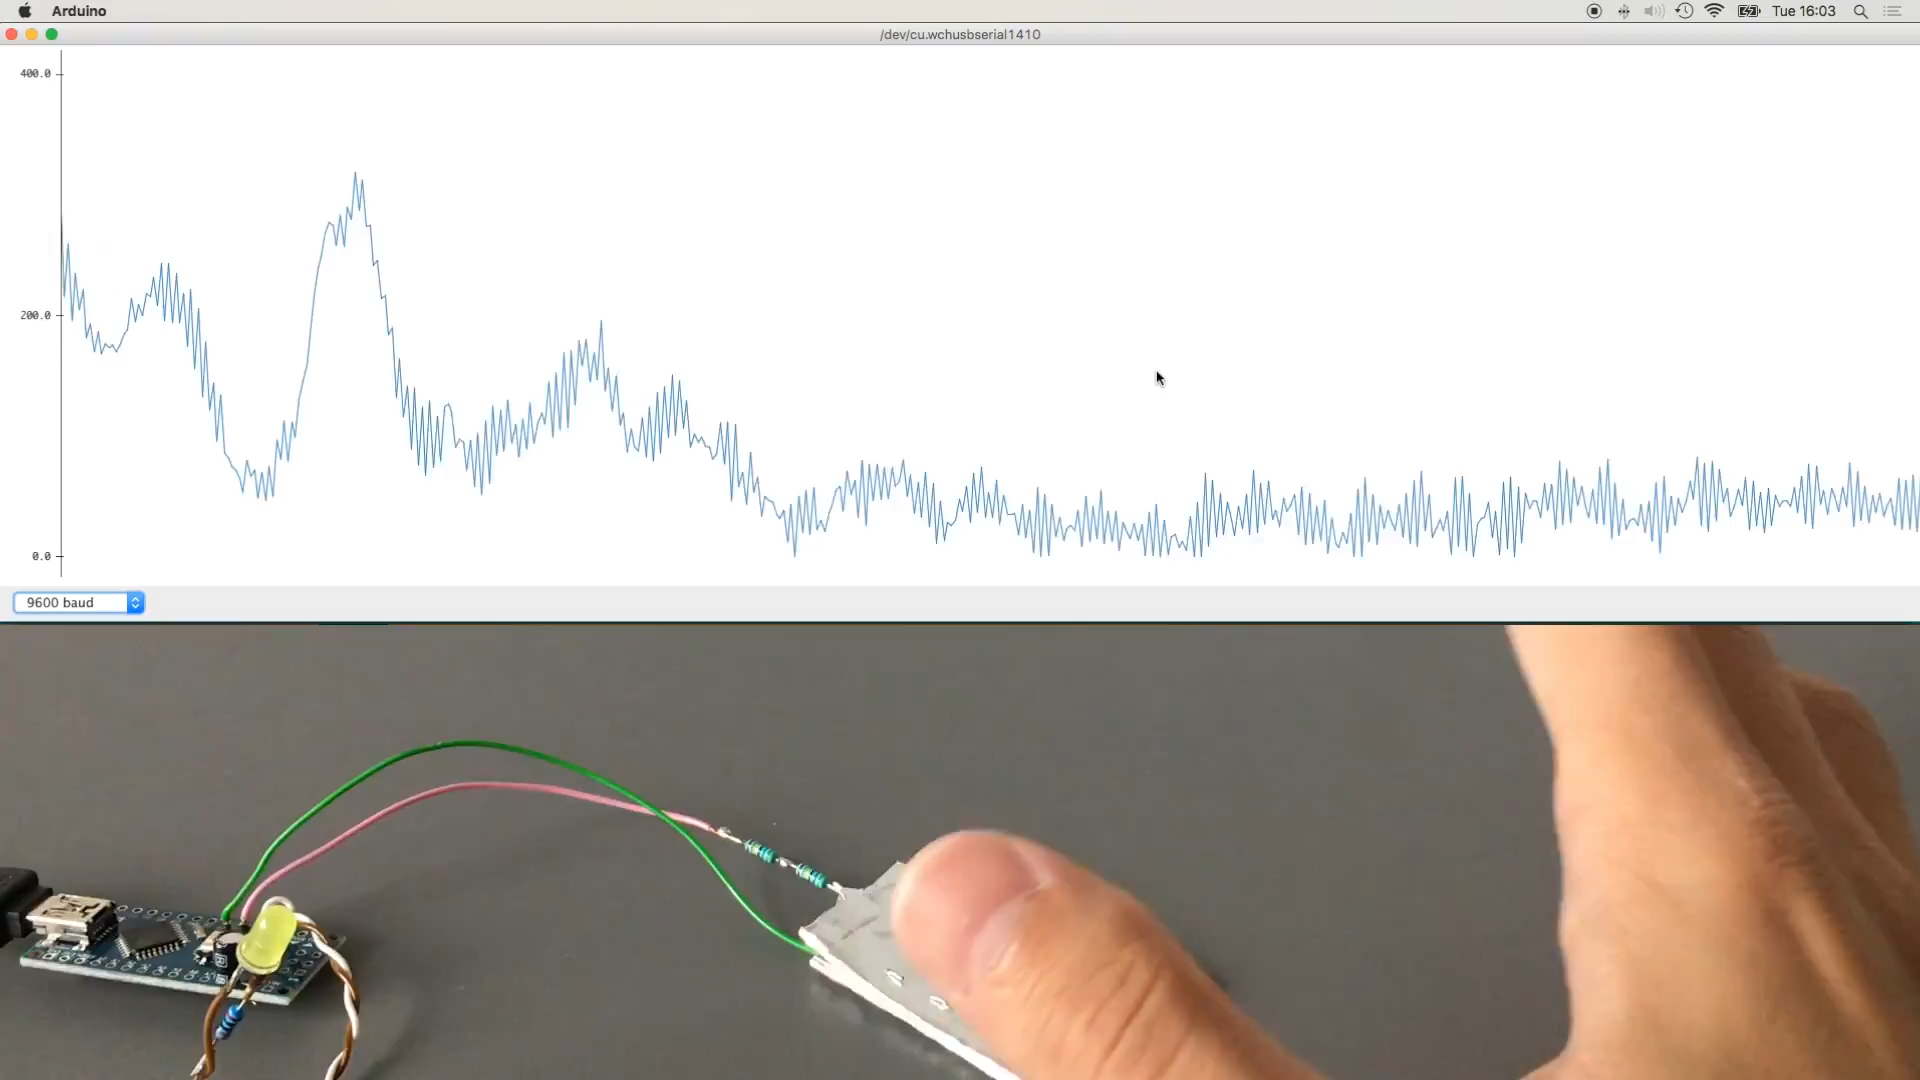 Arduino
Tue 16:03
/dev/cu.wchusbserial1410
400.0
200.0
0.0
9600 baud